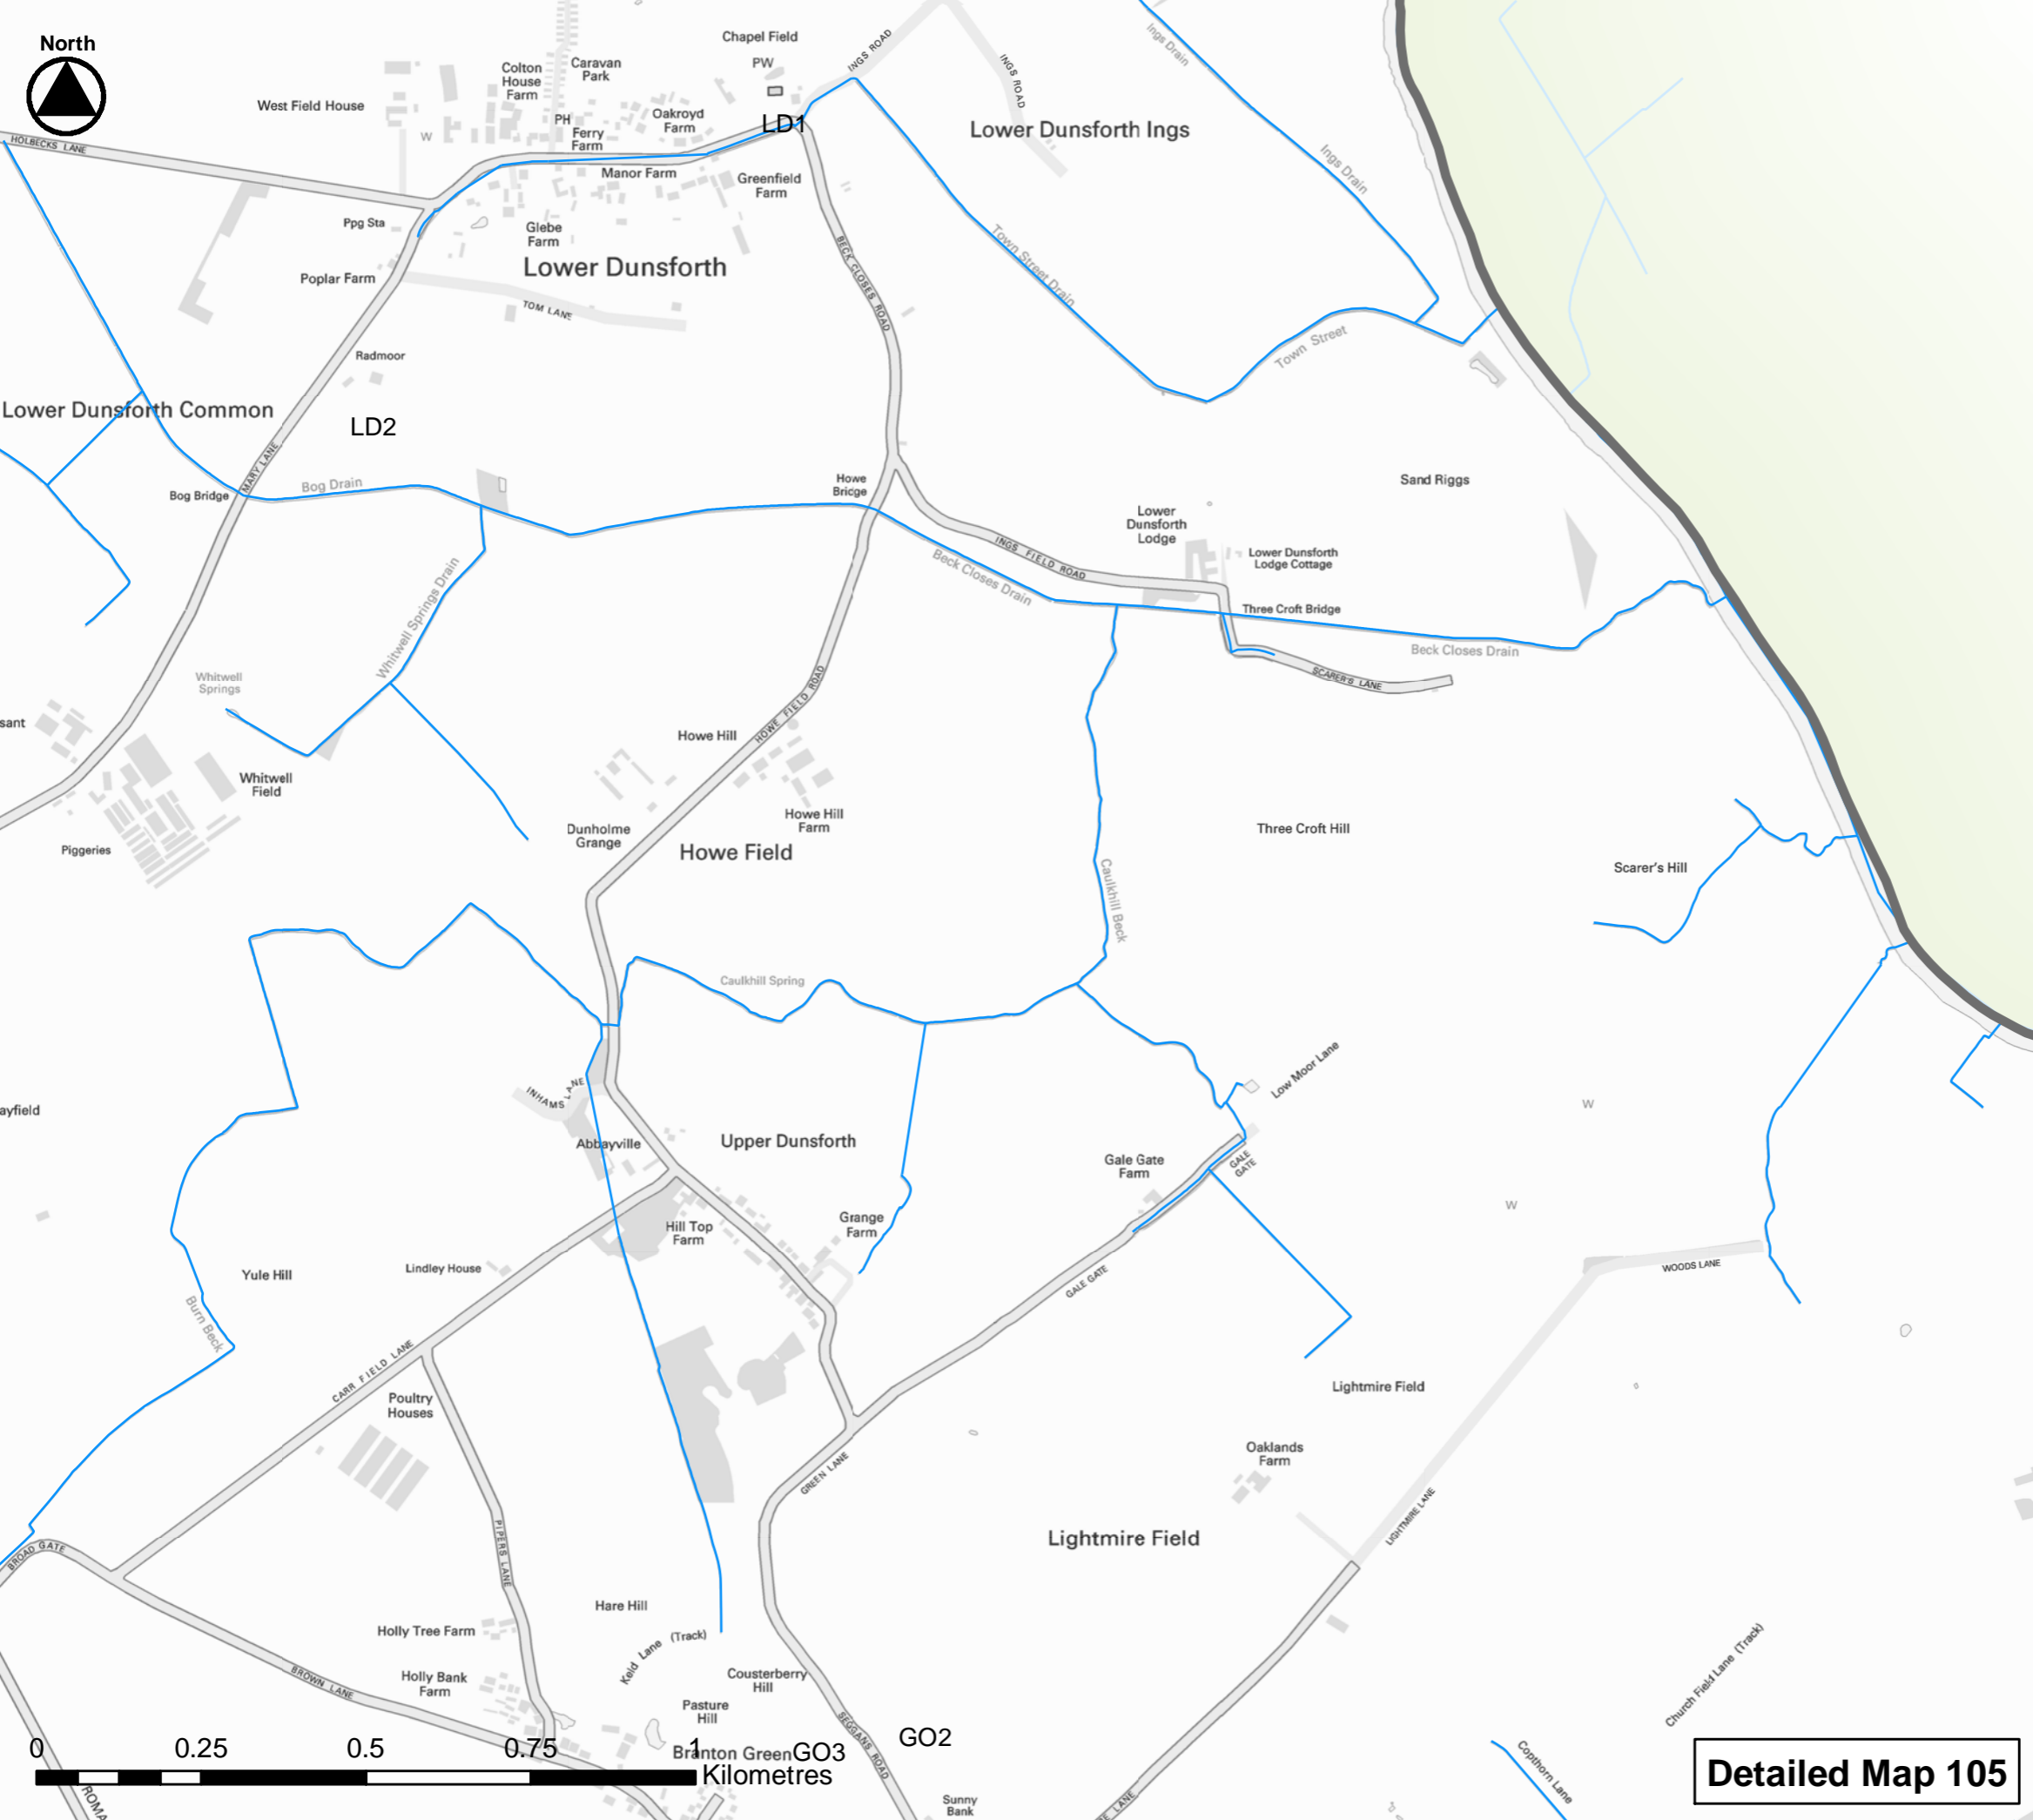 North
Chapel Field
PW
INGS ROAD
INGS ROAD
Ings Drain
Colton
House
Farm
Caravan
Park
West Field House
Oakroyd
Farm
LD1
Lower Dunsforth Ings
PH
Ferry
Farm
W
HOLBECKS LANE
Manor Farm
Greenfield
Farm
Ings Drain
Ppg Sta
Glebe
Farm
Lower Dunsforth
Poplar Farm
TOM LANE
BECK CLOSES ROAD
Town Street Drain
Town Street
Radmoor
Lower Dunsforth Common
LD2
MARY LANE
Bog Bridge
Bog Drain
Howe
Bridge
Sand Riggs
Lower
Dunsforth
Lodge
Lower Dunsforth
Lodge Cottage
INGS FIELD ROAD
Beck Closes Drain
Three Croft Bridge
Beck Closes Drain
SCARER'S LANE
Whitwell Springs Drain
Whitwell
Springs
sant
HOWE FIELD ROAD
Howe Hill
Whitwell
Field
Howe Hill
Farm
Dunholme
Grange
Three Croft Hill
Piggeries
Howe Field
Scarer's Hill
Caulkhill Beck
Caulkhill Spring
Low Moor Lane
INHAMS LANE
ayfield
W
Abbayville
Upper Dunsforth
Gale Gate
Farm
GALE
GATE
W
Grange
Farm
Hill Top
Farm
Lindley House
Yule Hill
GALE GATE
WOODS LANE
Burn Beck
CARR FIELD LANE
Poultry
Houses
Lightmire Field
Oaklands
Farm
GREEN LANE
LIGHTMIRE LANE
PIPERS LANE
Lightmire Field
BROAD GATE
Hare Hill
Holly Tree Farm
Keld Lane (Track)
BROWN LANE
Holly Bank
Farm
Cousterberry
Hill
Church Field Lane (Track)
Pasture
Hill
SEGGANS ROAD
GO2
Branton Green
GO3
0 0.25 0.5 0.75 1
Kilometres
Copthorn Lane
Detailed Map 105
ROMA
Sunny
Bank
RE LANE